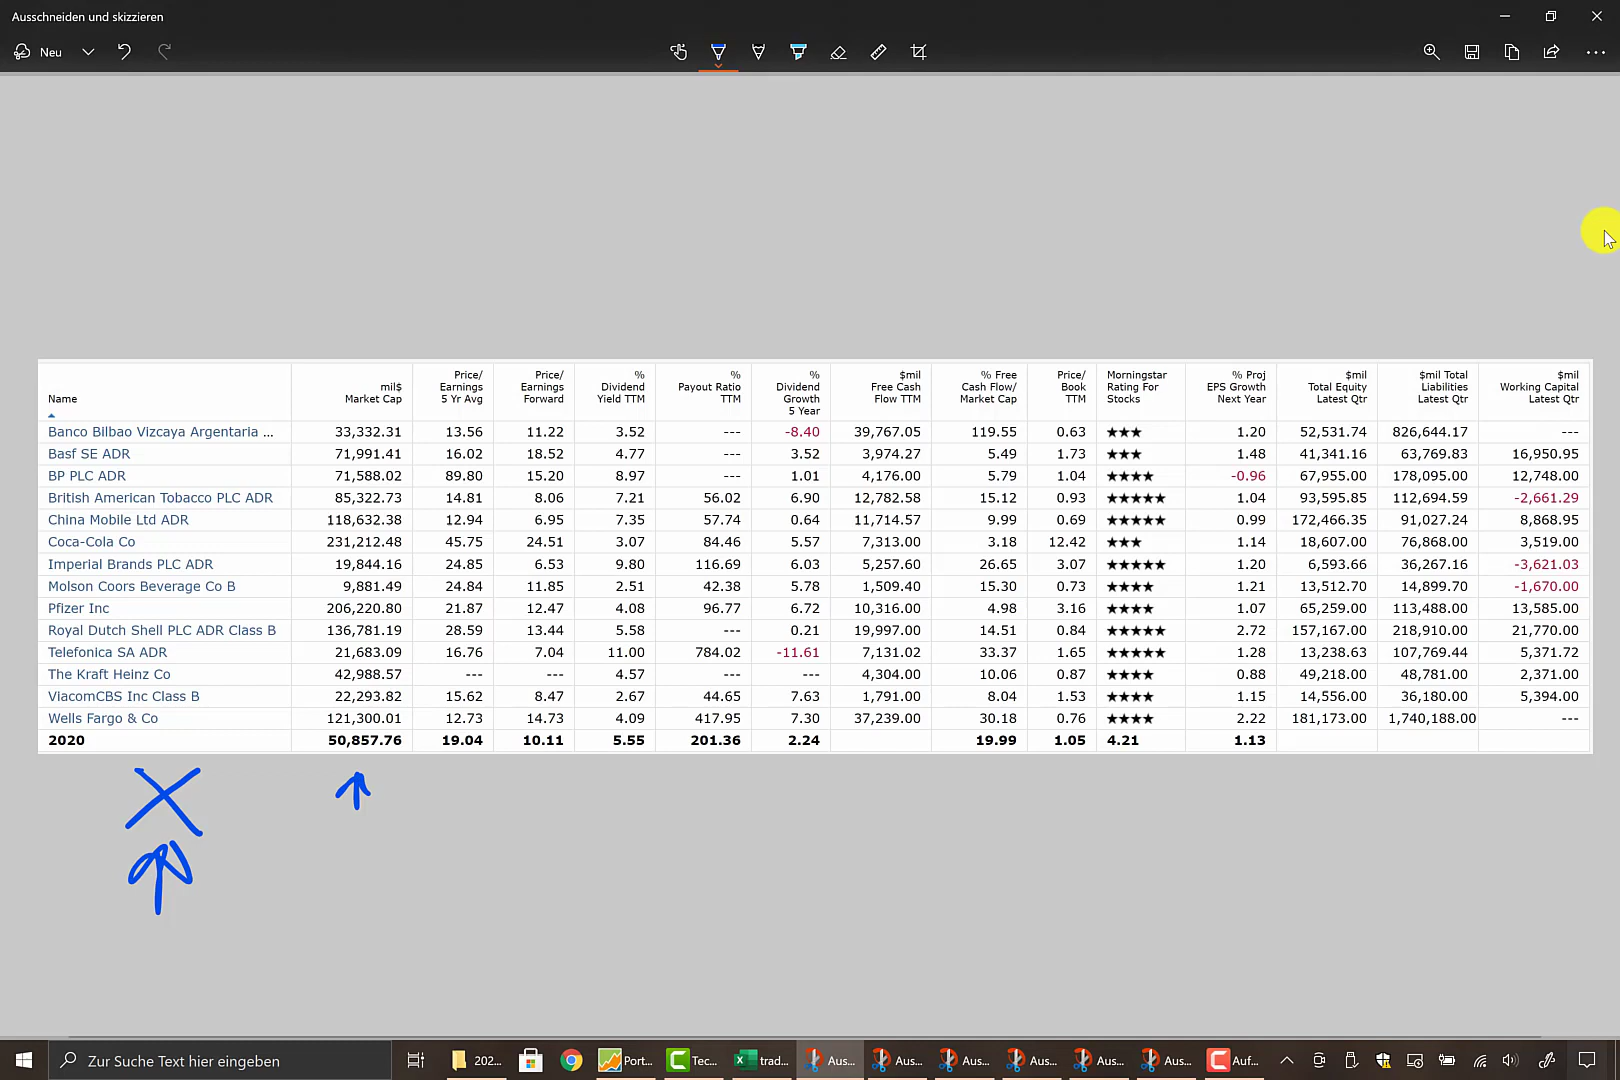 Ausschneiden und skizzieren
Neu
Name mil$ Market Cap Price/ Earnings 5 Yr Avg Price/ Earnings Forward % Dividend Yield TTM % Payout Ratio TTM % Dividend Growth 5 Year $mil Free Cash Flow TTM % Free Cash Flow/ Market Cap Price/ Book TTM Morningstar Rating For Stocks % Proj EPS Growth Next Year $mil Total Equity Latest Qtr $mil Total Liabilities Latest Qtr $mil Working Capital Latest Qtr
Banco Bilbao Vizcaya Argentaria ... 33,332.31 13.56 11.22 3.52 --- -8.40 39,767.05 119.55 0.63 ★★★ 1.20 52,531.74 826,644.17 ---
Basf SE ADR 71,991.41 16.02 18.52 4.77 --- 3.52 3,974.27 5.49 1.73 ★★★ 1.48 41,341.16 63,769.83 16,950.95
BP PLC ADR 71,588.02 89.80 15.20 8.97 --- 1.01 4,176.00 5.79 1.04 ★★★★ -0.96 67,955.00 178,095.00 12,748.00
British American Tobacco PLC ADR 85,322.73 14.81 8.06 7.21 56.02 6.90 12,782.58 15.12 0.93 ★★★★★ 1.04 93,595.85 112,694.59 -2,661.29
China Mobile Ltd ADR 118,632.38 12.94 6.95 7.35 57.74 0.64 11,714.57 9.99 0.69 ★★★★★ 0.99 172,466.35 91,027.24 8,868.95
Coca-Cola Co 231,212.48 45.75 24.51 3.07 84.46 5.57 7,313.00 3.18 12.42 ★★★ 1.14 18,607.00 76,868.00 3,519.00
Imperial Brands PLC ADR 19,844.16 24.85 6.53 9.80 116.69 6.03 5,257.60 26.65 3.07 ★★★★★ 1.20 6,593.66 36,267.16 -3,621.03
Molson Coors Beverage Co B 9,881.49 24.84 11.85 2.51 42.38 5.78 1,509.40 15.30 0.73 ★★★★ 1.21 13,512.70 14,899.70 -1,670.00
Pfizer Inc 206,220.80 21.87 12.47 4.08 96.77 6.72 10,316.00 4.98 3.16 ★★★★ 1.07 65,259.00 113,488.00 13,585.00
Royal Dutch Shell PLC ADR Class B 136,781.19 28.59 13.44 5.58 --- 0.21 19,997.00 14.51 0.84 ★★★★★ 2.72 157,167.00 218,910.00 21,770.00
Telefonica SA ADR 21,683.09 16.76 7.04 11.00 784.02 -11.61 7,131.02 33.37 1.65 ★★★★★ 1.28 13,238.63 107,769.44 5,371.72
The Kraft Heinz Co 42,988.57 --- --- 4.57 --- --- 4,304.00 10.06 0.87 ★★★★ 0.88 49,218.00 48,781.00 2,371.00
ViacomCBS Inc Class B 22,293.82 15.62 8.47 2.67 44.65 7.63 1,791.00 8.04 1.53 ★★★★ 1.15 14,556.00 36,180.00 5,394.00
Wells Fargo & Co 121,300.01 12.73 14.73 4.09 417.95 7.30 37,239.00 30.18 0.76 ★★★★ 2.22 181,173.00 1,740,188.00 ---
2020 50,857.76 19.04 10.11 5.55 201.36 2.24 19.99 1.05 4.21 1.13
Zur Suche Text hier eingeben 202... Port... Tec... trad... Aus... Aus... Aus... Aus... Aus... Aus... Auf...